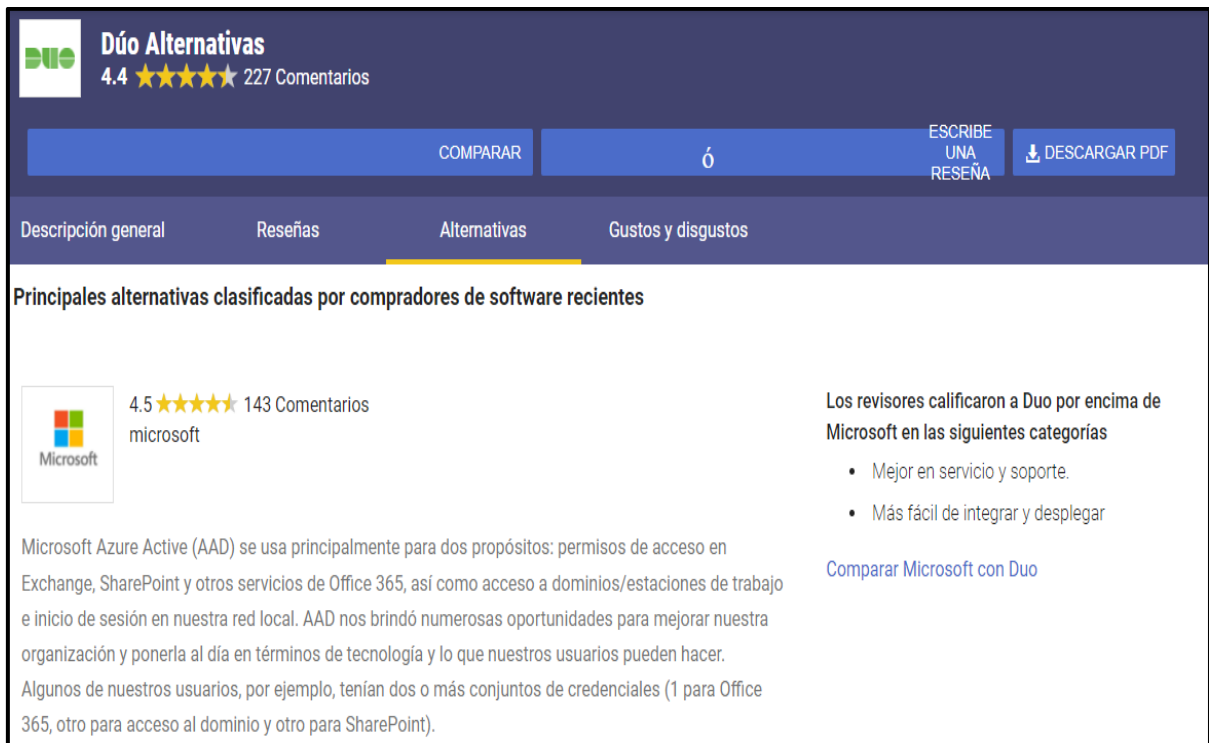 DUO
Dúo Alternativas
4.4 227 Comentarios
COMPARAR
ó
ESCRIBE
UNA
RESEÑA
DESCARGAR PDF
Descripción general Reseñas Alternativas Gustos y disgustos
Principales alternativas clasificadas por compradores de software recientes
Microsoft
4.5 143 Comentarios
microsoft
Microsoft Azure Active (AAD) se usa principalmente para dos propósitos: permisos de acceso en
Exchange, SharePoint y otros servicios de Office 365, así como acceso a dominios/estaciones de trabajo
e inicio de sesión en nuestra red local. AAD nos brindó numerosas oportunidades para mejorar nuestra
organización y ponerla al día en términos de tecnología y lo que nuestros usuarios pueden hacer.
Algunos de nuestros usuarios, por ejemplo, tenían dos o más conjuntos de credenciales (1 para Office
365, otro para acceso al dominio y otro para SharePoint).
Los revisores calificaron a Duo por encima de
Microsoft en las siguientes categorías
• Mejor en servicio y soporte.
• Más fácil de integrar y desplegar
Comparar Microsoft con Duo